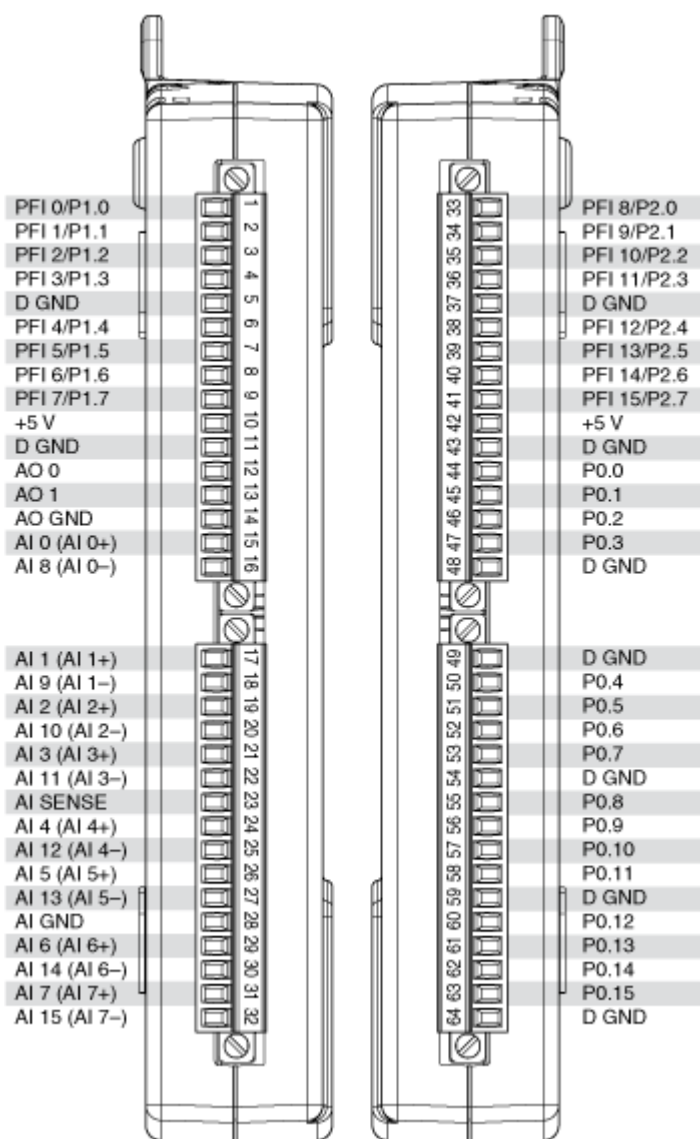 PFI 0/P1.0 1
PFI 1/P1.1 2
PFI 2/P1.2 3
PFI 3/P1.3 4
D GND 5
PFI 4/P1.4 6
PFI 5/P1.5 7
PFI 6/P1.6 8
PFI 7/P1.7 9
+5 V 10
D GND 11
AO 0 12
AO 1 13
AO GND 14
AI 0 (AI 0+) 15
AI 8 (AI 0–) 16
AI 1 (AI 1+) 17
AI 9 (AI 1–) 18
AI 2 (AI 2+) 19
AI 10 (AI 2–) 20
AI 3 (AI 3+) 21
AI 11 (AI 3–) 22
AI SENSE 23
AI 4 (AI 4+) 24
AI 12 (AI 4–) 25
AI 5 (AI 5+) 26
AI 13 (AI 5–) 27
AI GND 28
AI 6 (AI 6+) 29
AI 14 (AI 6–) 30
AI 7 (AI 7+) 31
AI 15 (AI 7–) 32
33 PFI 8/P2.0
34 PFI 9/P2.1
35 PFI 10/P2.2
36 PFI 11/P2.3
37 D GND
38 PFI 12/P2.4
39 PFI 13/P2.5
40 PFI 14/P2.6
41 PFI 15/P2.7
42 +5 V
43 D GND
44 P0.0
45 P0.1
46 P0.2
47 P0.3
48 D GND
49 D GND
50 P0.4
51 P0.5
52 P0.6
53 P0.7
54 D GND
55 P0.8
56 P0.9
57 P0.10
58 P0.11
59 D GND
60 P0.12
61 P0.13
62 P0.14
63 P0.15
64 D GND